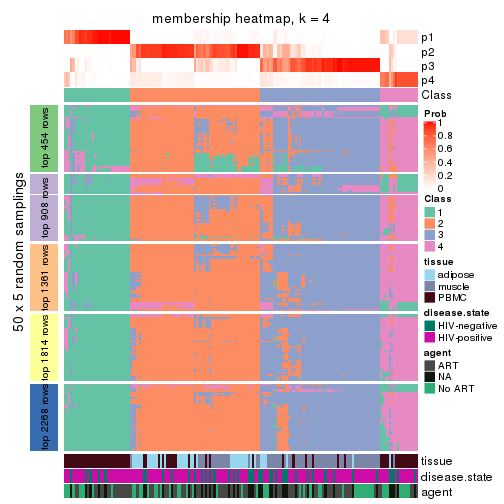 membership heatmap, k = 4
p1
p2
p3
p4
Class
50 x 5 random samplings
top 454 rows
top 908 rows
top 1361 rows
top 1814 rows
top 2268 rows
Prob
1
0.8
0.6
0.4
0.2
0
Class
1
2
3
4
tissue
adipose
muscle
PBMC
disease.state
HIV-negative
HIV-positive
agent
ART
NA
No ART
tissue
disease.state
agent